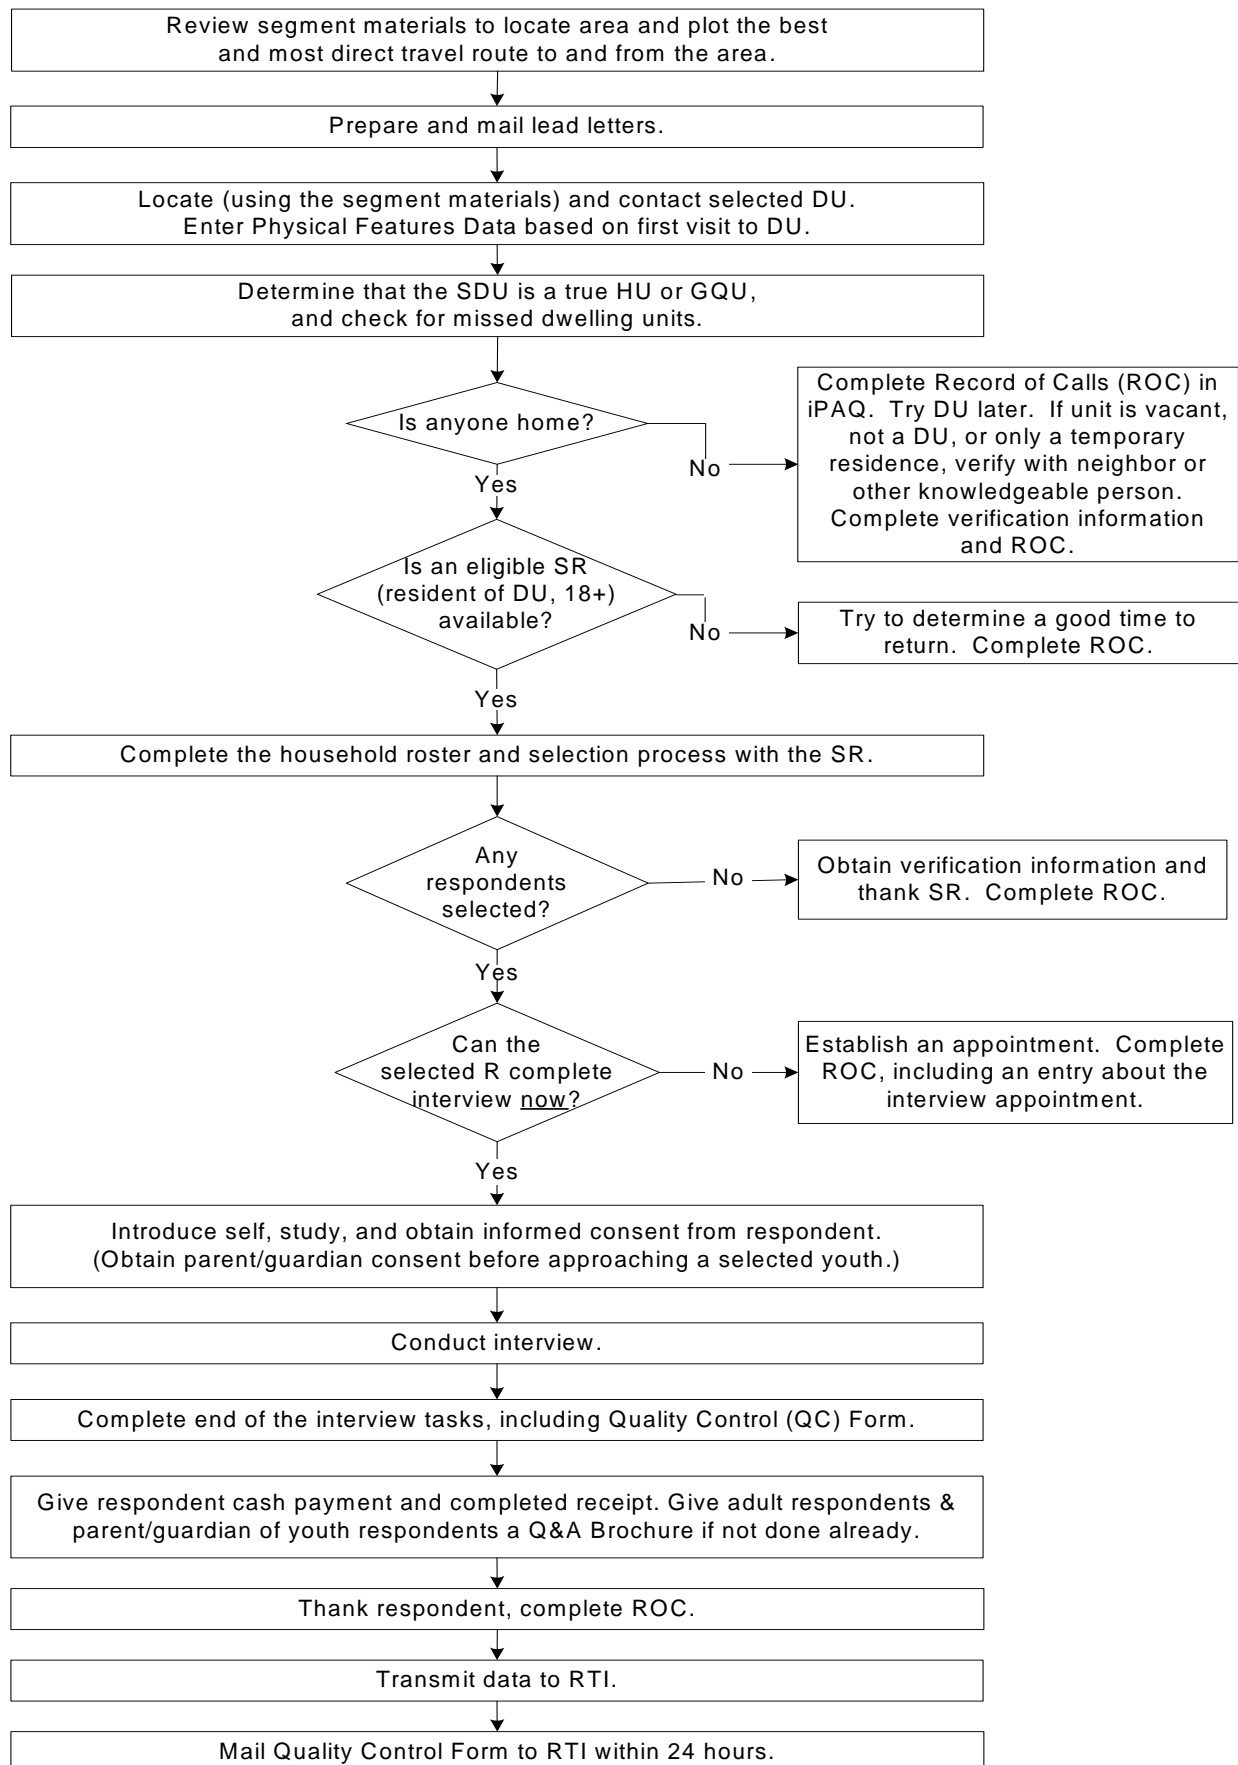 Review segment materials to locate area and plot the best
and most direct travel route to and from the area.
Prepare and mail lead letters.
Locate (using the segment materials) and contact selected DU.
Enter Physical Features Data based on first visit to DU.
Determine that the SDU is a true HU or GQU,
and check for missed dwelling units.
Is anyone home?
No
Complete Record of Calls (ROC) in
iPAQ. Try DU later. If unit is vacant,
not a DU, or only a temporary
residence, verify with neighbor or
other knowledgeable person.
Complete verification information
and ROC.
Yes
Is an eligible SR
(resident of DU, 18+)
available?
No
Try to determine a good time to
return. Complete ROC.
Yes
Complete the household roster and selection process with the SR.
Any
respondents
selected?
No
Obtain verification information and
thank SR. Complete ROC.
Yes
Can the
selected R complete
interview now?
No
Establish an appointment. Complete
ROC, including an entry about the
interview appointment.
Yes
Introduce self, study, and obtain informed consent from respondent.
(Obtain parent/guardian consent before approaching a selected youth.)
Conduct interview.
Complete end of the interview tasks, including Quality Control (QC) Form.
Give respondent cash payment and completed receipt. Give adult respondents &
parent/guardian of youth respondents a Q&A Brochure if not done already.
Thank respondent, complete ROC.
Transmit data to RTI.
Mail Quality Control Form to RTI within 24 hours.